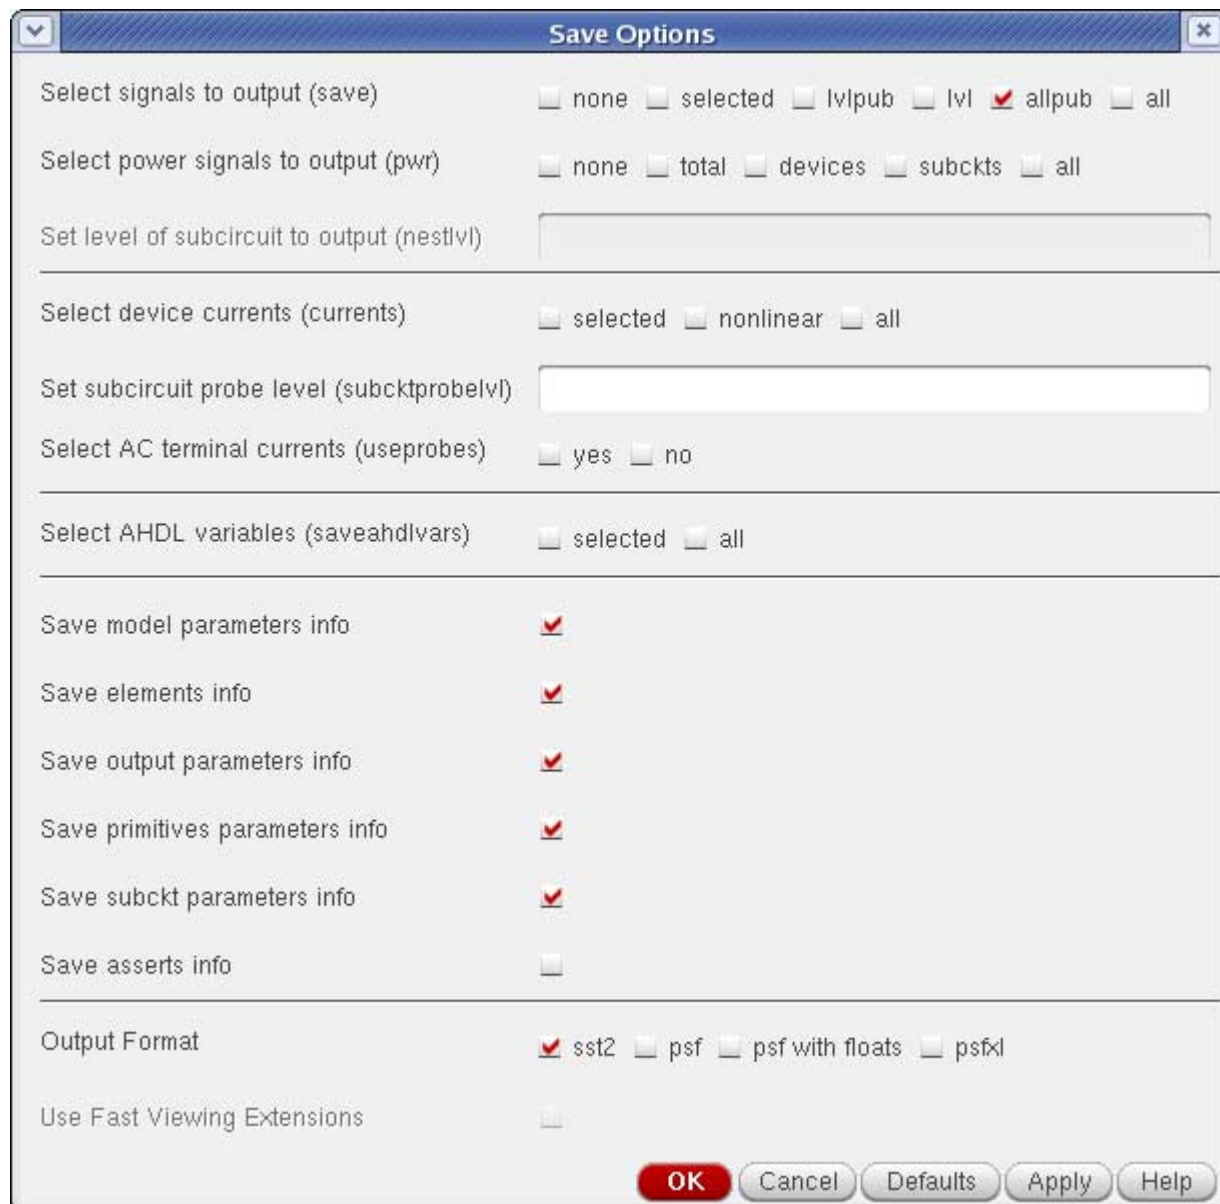 Save Options
Select signals to output (save) none selected lvlpub lvl allpub all
Select power signals to output (pwr) none total devices subckts all
Set level of subcircuit to output (nestlvl)
Select device currents (currents) selected nonlinear all
Set subcircuit probe level (subcktprobelvl)
Select AC terminal currents (useprobes) yes no
Select AHDL variables (saveahdlvars) selected all
Save model parameters info
Save elements info
Save output parameters info
Save primitives parameters info
Save subckt parameters info
Save asserts info
Output Format sst2 psf psf with floats psfxl
Use Fast Viewing Extensions
OK Cancel Defaults Apply Help